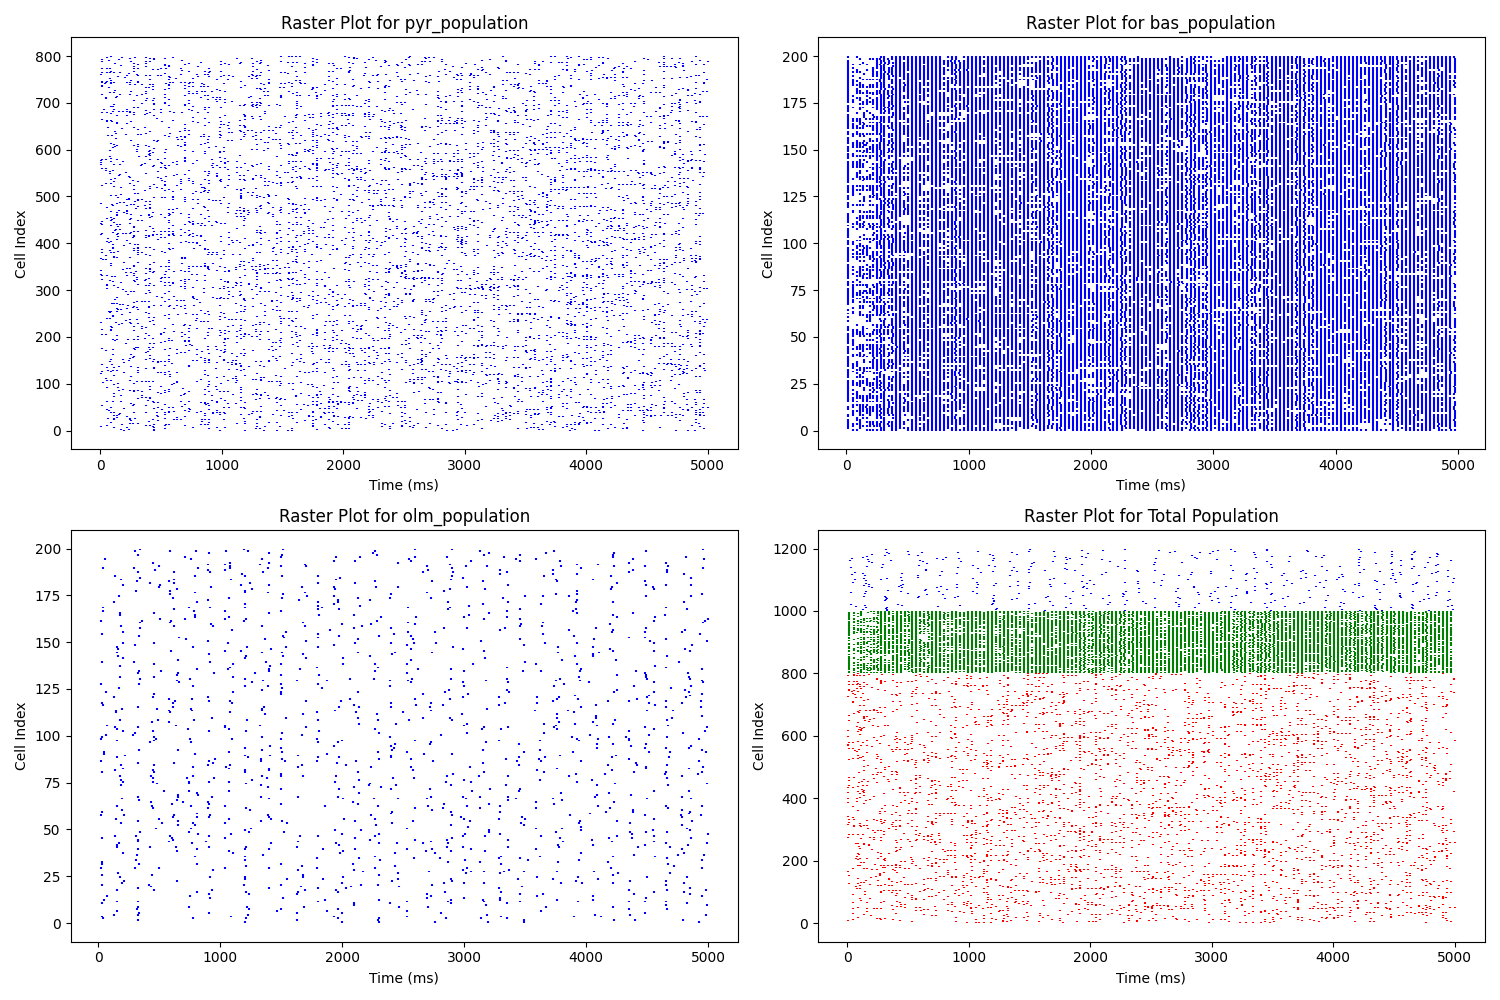 Raster Plot for pyr_population
800
700
600
500
400
300
200
100
0
Cell Index
0 1000 2000 3000 4000 5000
Time (ms)
Raster Plot for bas_population
200
175
150
125
100
75
50
25
0
Cell Index
0 1000 2000 3000 4000 5000
Time (ms)
Raster Plot for olm_population
200
175
150
125
100
75
50
25
0
Cell Index
0 1000 2000 3000 4000 5000
Time (ms)
Raster Plot for Total Population
1200
1000
800
600
400
200
0
Cell Index
0 1000 2000 3000 4000 5000
Time (ms)